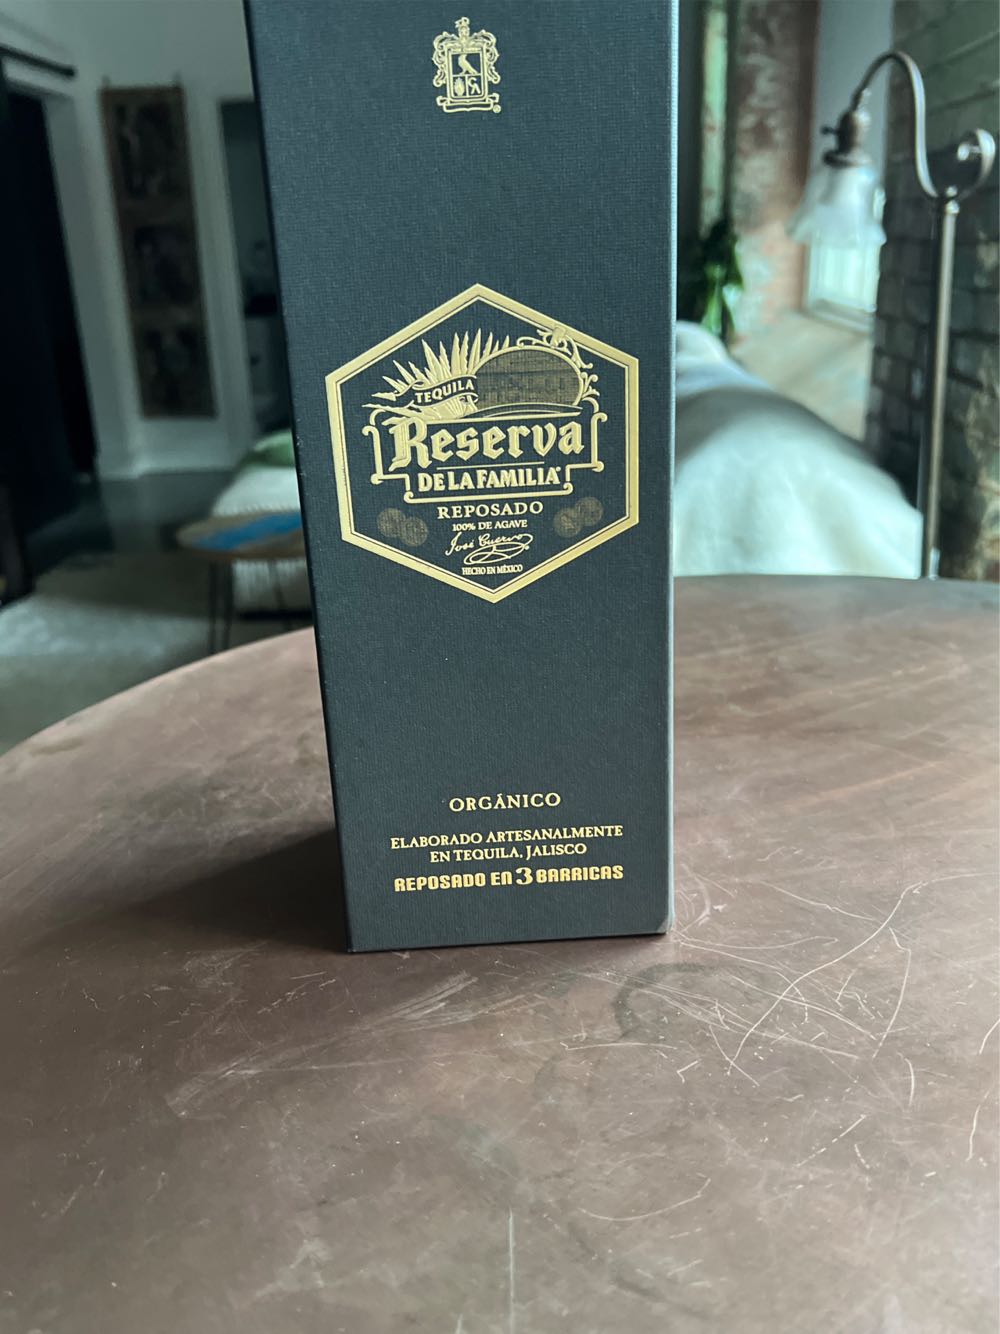 TEQUILA
Reserva
DE LA FAMILIA
REPOSADO
100% DE AGAVE
José Cuervo
HECHO EN MÉXICO
ORGÁNICO
ELABORADO ARTESANALMENTE
EN TEQUILA, JALISCO
REPOSADO EN 3 BARRICAS